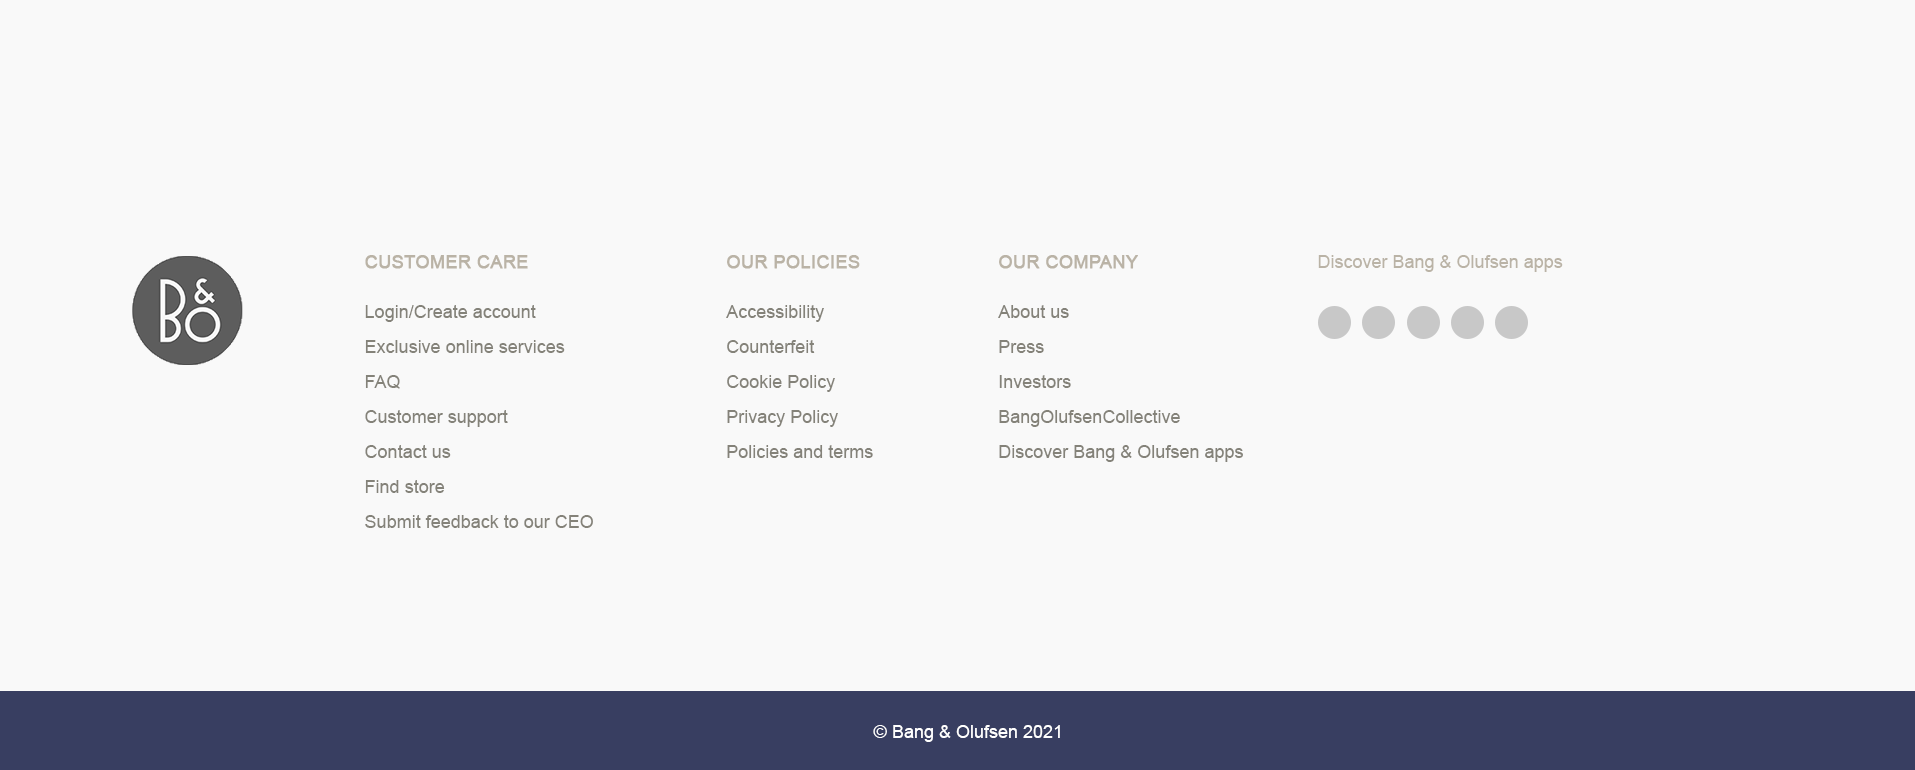 B&O
CUSTOMER CARE
Login/Create account
Exclusive online services
FAQ
Customer support
Contact us
Find store
Submit feedback to our CEO
OUR POLICIES
Accessibility
Counterfeit
Cookie Policy
Privacy Policy
Policies and terms
OUR COMPANY
About us
Press
Investors
BangOlufsenCollective
Discover Bang & Olufsen apps
Discover Bang & Olufsen apps
© Bang & Olufsen 2021